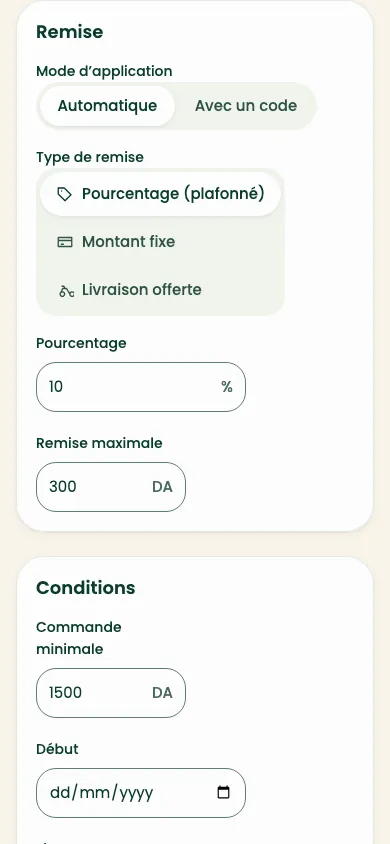 Remise
Mode d’application
Automatique Avec un code
Type de remise
Pourcentage (plafonné)
Montant fixe
Livraison offerte
Pourcentage
10 %
Remise maximale
300 DA
Conditions
Commande
minimale
1500 DA
Début
dd/mm/yyyy